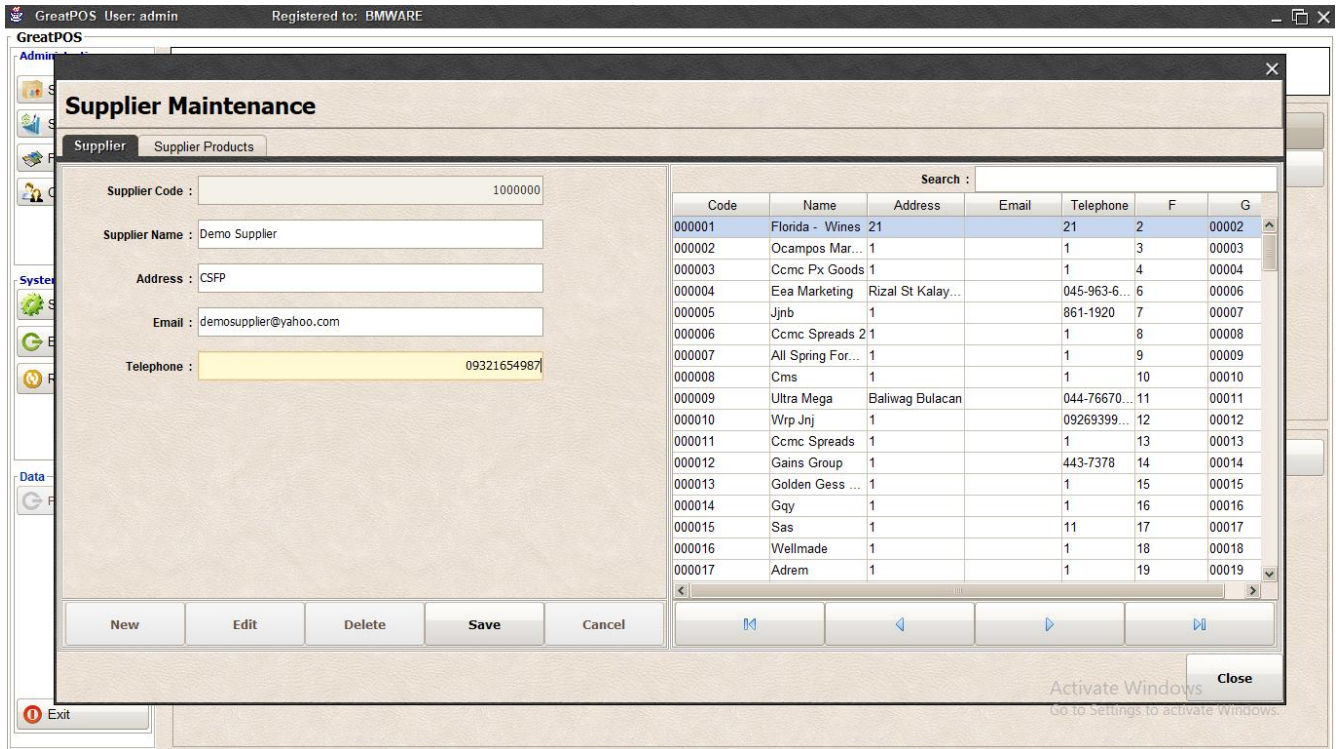 GreatPOS User: admin Registered to: BMWARE
GreatPOS
Supplier Maintenance
Supplier Supplier Products
Supplier Code : 1000000
Supplier Name : Demo Supplier
Address : CSFP
Email : demosupplier@yahoo.com
Telephone : 09321654987
New Edit Delete Save Cancel
Search :
Code Name Address Email Telephone F G
000001 Florida - Wines 21 21 2 00002
000002 Ocampos Mar... 1 1 3 00003
000003 Ccmc Px Goods 1 1 4 00004
000004 Eea Marketing Rizal St Kalay... 045-963-6... 6 00006
000005 Jjnb 1 861-1920 7 00007
000006 Ccmc Spreads 2 1 1 8 00008
000007 All Spring For... 1 1 9 00009
000008 Cms 1 1 10 00010
000009 Ultra Mega Baliwag Bulacan 044-76670... 11 00011
000010 Wrp Jnj 1 09269399... 12 00012
000011 Ccmc Spreads 1 1 13 00013
000012 Gains Group 1 443-7378 14 00014
000013 Golden Gess ... 1 1 15 00015
000014 Gqy 1 1 16 00016
000015 Sas 1 11 17 00017
000016 Wellmade 1 1 18 00018
000017 Adrem 1 1 19 00019
Close
Activate Windows
Go to Settings to activate Windows.
System
Data
Exit